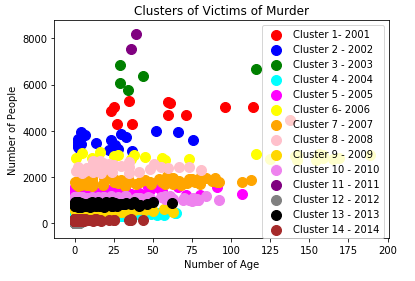 Clusters of Victims of Murder
Number of People
8000
6000
4000
2000
0
Cluster 1- 2001
Cluster 2 - 2002
Cluster 3 - 2003
Cluster 4 - 2004
Cluster 5 - 2005
Cluster 6- 2006
Cluster 7 - 2007
Cluster 8 - 2008
Cluster 9 - 2009
Cluster 10 - 2010
Cluster 11 - 2011
Cluster 12 - 2012
Cluster 13 - 2013
Cluster 14 - 2014
0 25 50 75 100 125 150 175 200
Number of Age